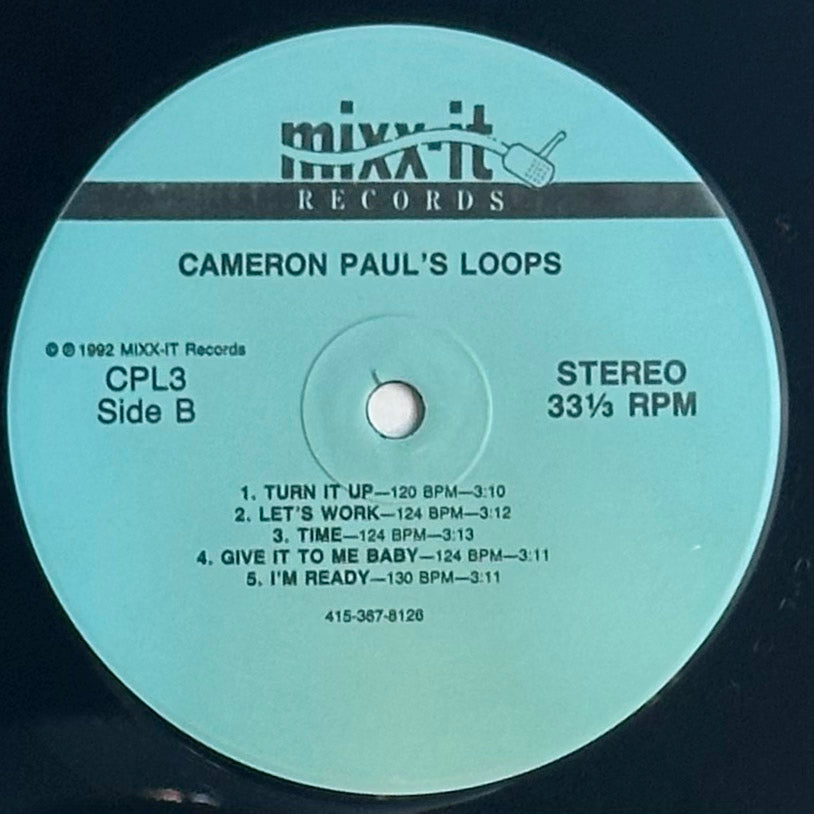 mixx-it
RECORDS
CAMERON PAUL'S LOOPS
© ℗ 1992 MIXX-IT Records
CPL3
Side B
STEREO
33⅓ RPM
1. TURN IT UP—120 BPM—3:10
2. LET'S WORK—124 BPM—3:12
3. TIME—124 BPM—3:13
4. GIVE IT TO ME BABY—124 BPM—3:11
5. I'M READY—130 BPM—3:11
415-367-8126